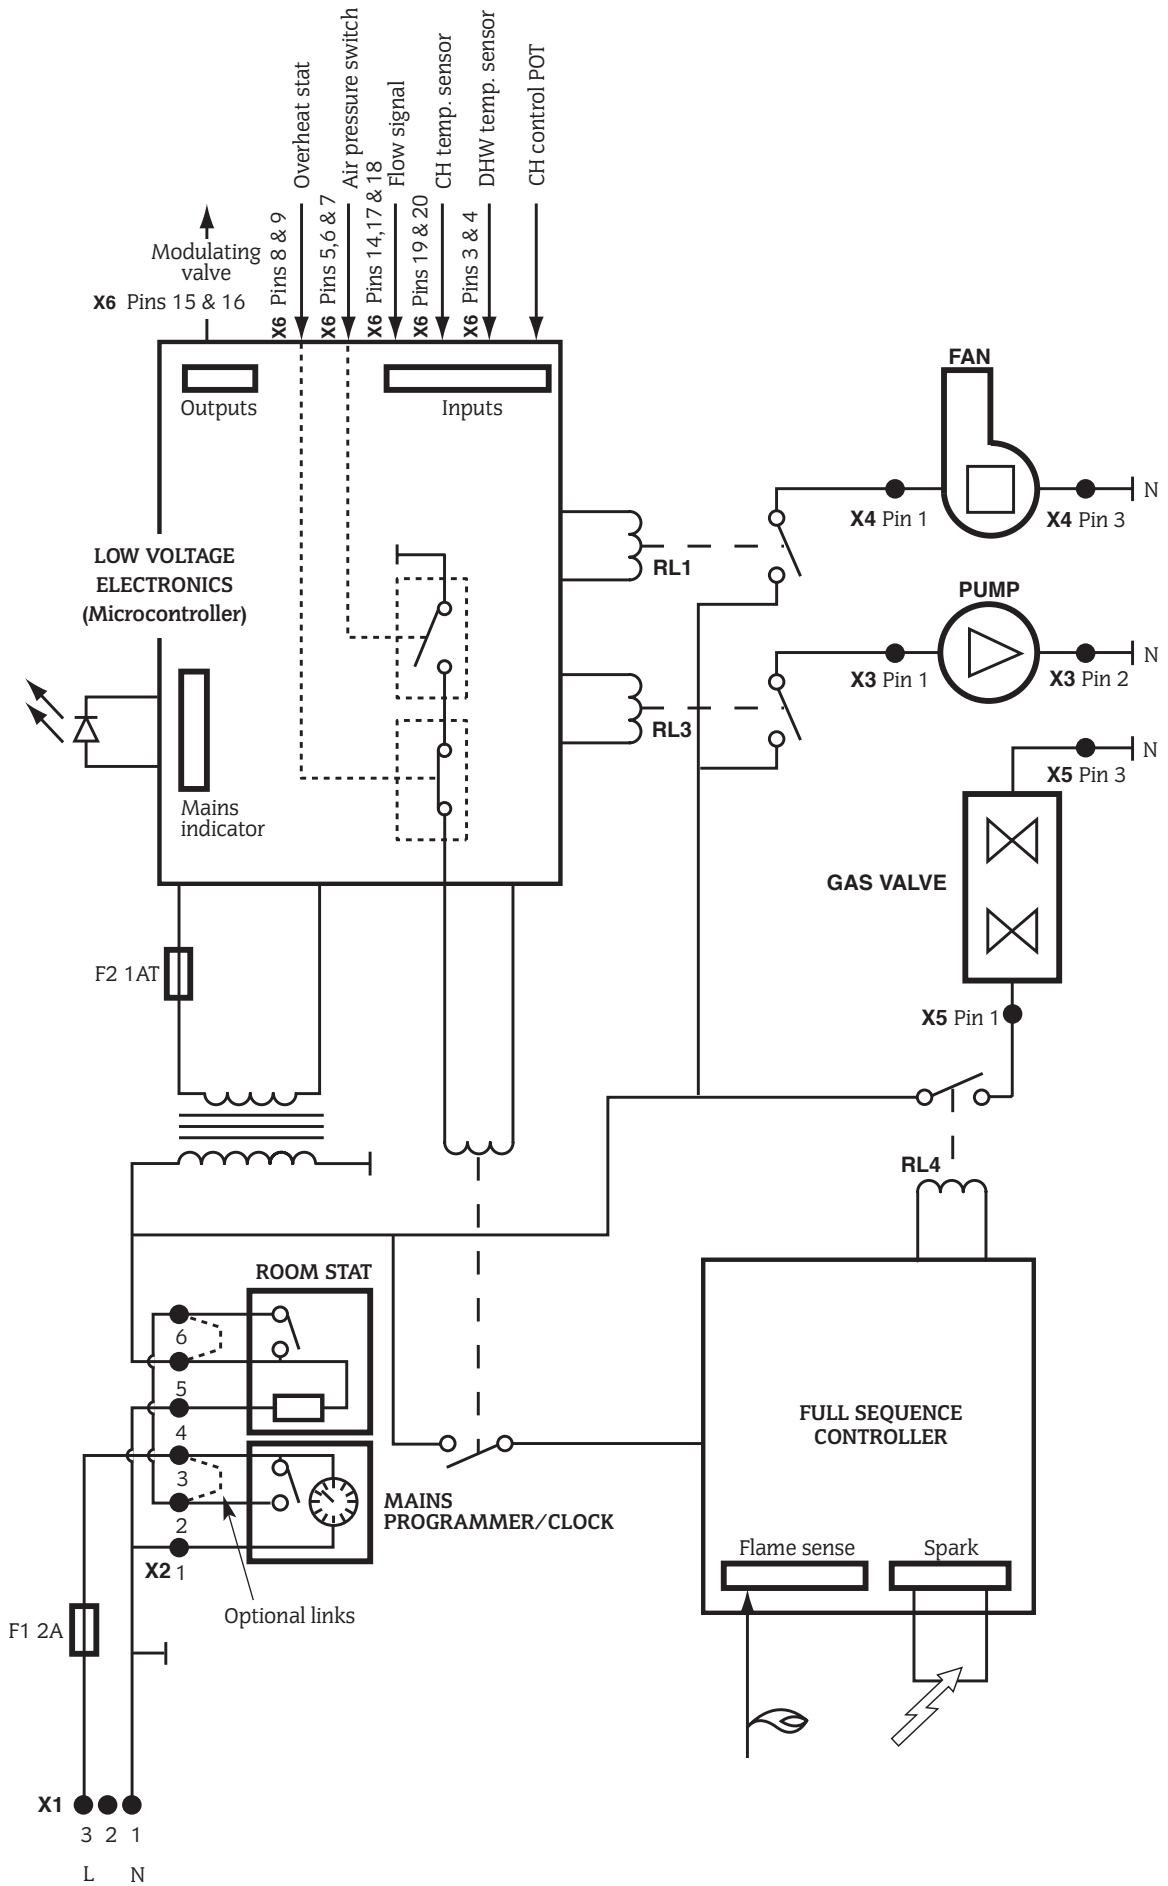 Overheat stat
Air pressure switch
Flow signal
CH temp. sensor
DHW temp. sensor
CH control POT
X6 Pins 8 & 9
X6 Pins 5,6 & 7
X6 Pins 14,17 & 18
X6 Pins 19 & 20
X6 Pins 3 & 4
Modulating
valve
X6 Pins 15 & 16
Outputs
Inputs
FAN
X4 Pin 1
X4 Pin 3
N
LOW VOLTAGE
ELECTRONICS
(Microcontroller)
RL1
PUMP
X3 Pin 1
X3 Pin 2
N
RL3
X5 Pin 3
N
Mains
indicator
GAS VALVE
F2 1AT
X5 Pin 1
RL4
ROOM STAT
6
5
4
3
2
X2 1
MAINS
PROGRAMMER/CLOCK
FULL SEQUENCE
CONTROLLER
Flame sense
Spark
Optional links
F1 2A
X1
3 2 1
L N